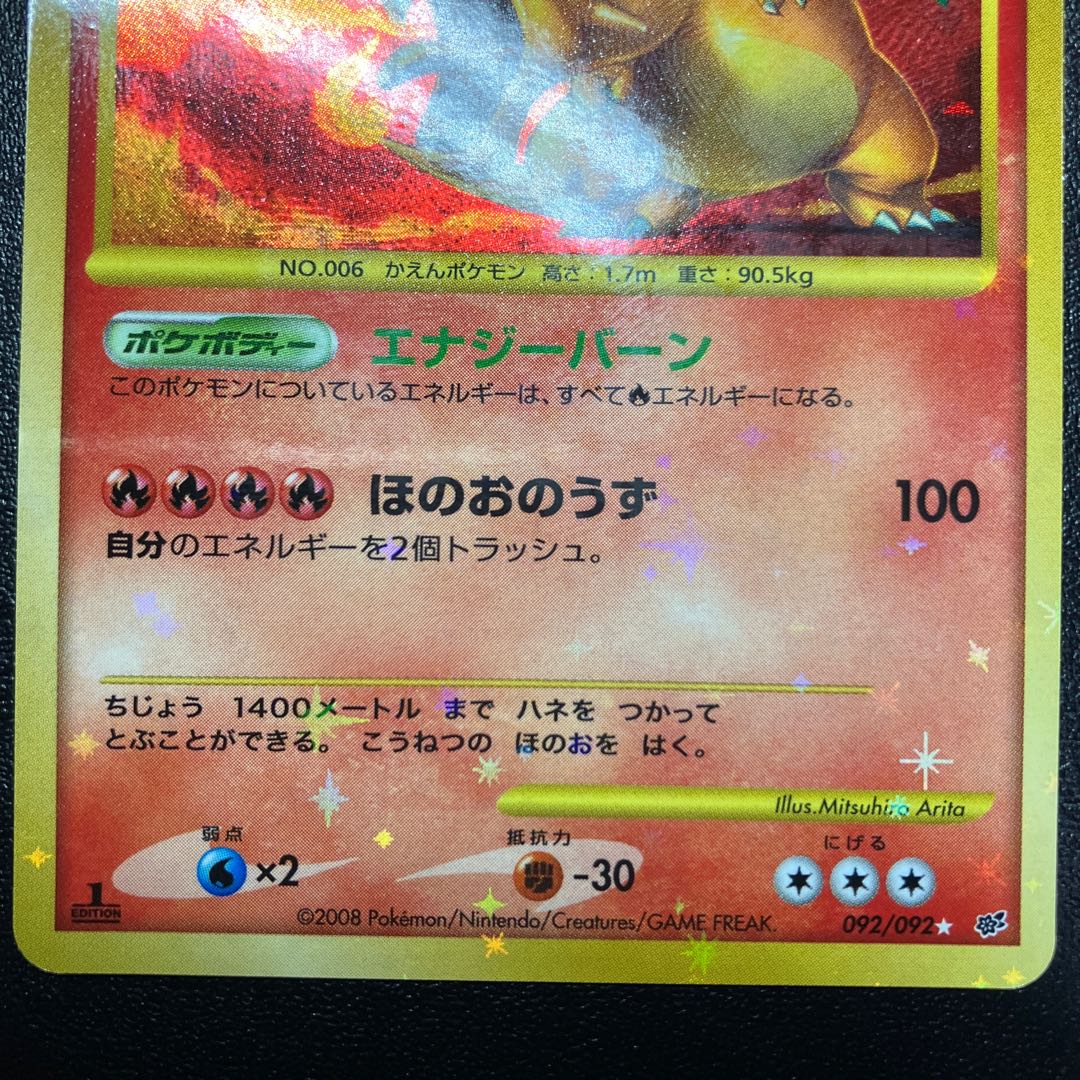 NO.006 かえんポケモン 高さ:1.7m 重さ:90.5kg
ポケボディー エナジーバーン
このポケモンについているエネルギーは、すべてエネルギーになる。
ほのおのうず 100
自分のエネルギーを2個トラッシュ。
ちじょう 1400メートル まで ハネを つかって
とぶことができる。 こうねつの ほのおを はく。
Illus.Mitsuhiro Arita
弱点 抵抗力 にげる
×2 -30
1 EDITION
©2008 Pokémon/Nintendo/Creatures/GAME FREAK. 092/092★